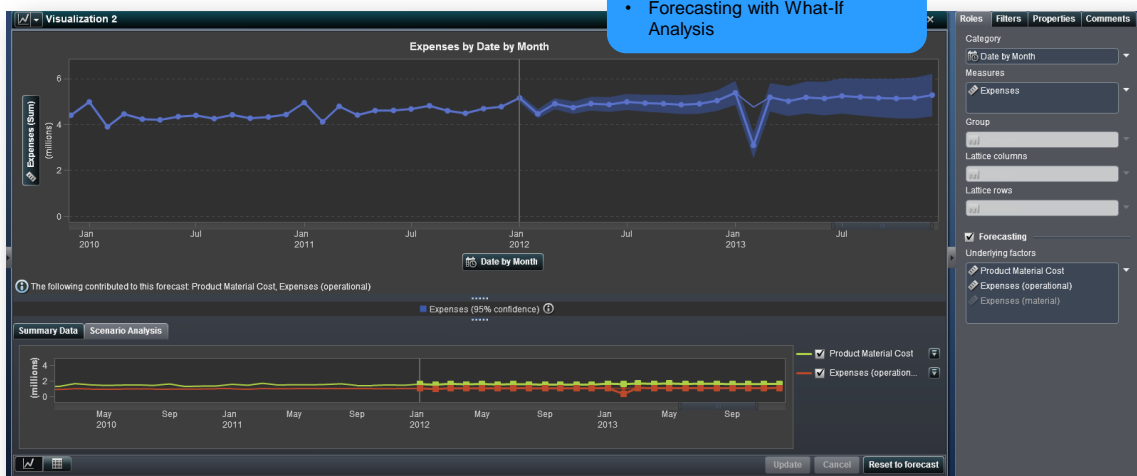 • Forecasting with What-If
Analysis
Visualization 2
Roles Filters Properties Comments
Expenses by Date by Month
Expenses (Sum)
(millions)
6
4
2
0
Jan
2010
Jul
Jan
2011
Jul
Jan
2012
Jul
Jan
2013
Jul
Date by Month
The following contributed to this forecast: Product Material Cost, Expenses (operational)
Expenses (95% confidence)
Summary Data Scenario Analysis
(millions)
4
2
0
May
2010
Sep
Jan
2011
May
Sep
Jan
2012
May
Sep
Jan
2013
May
Sep
Product Material Cost
Expenses (operation...
Update Cancel Reset to forecast
Category
Date by Month
Measures
Expenses
Group
Lattice columns
Lattice rows
Forecasting
Underlying factors
Product Material Cost
Expenses (operational)
Expenses (material)